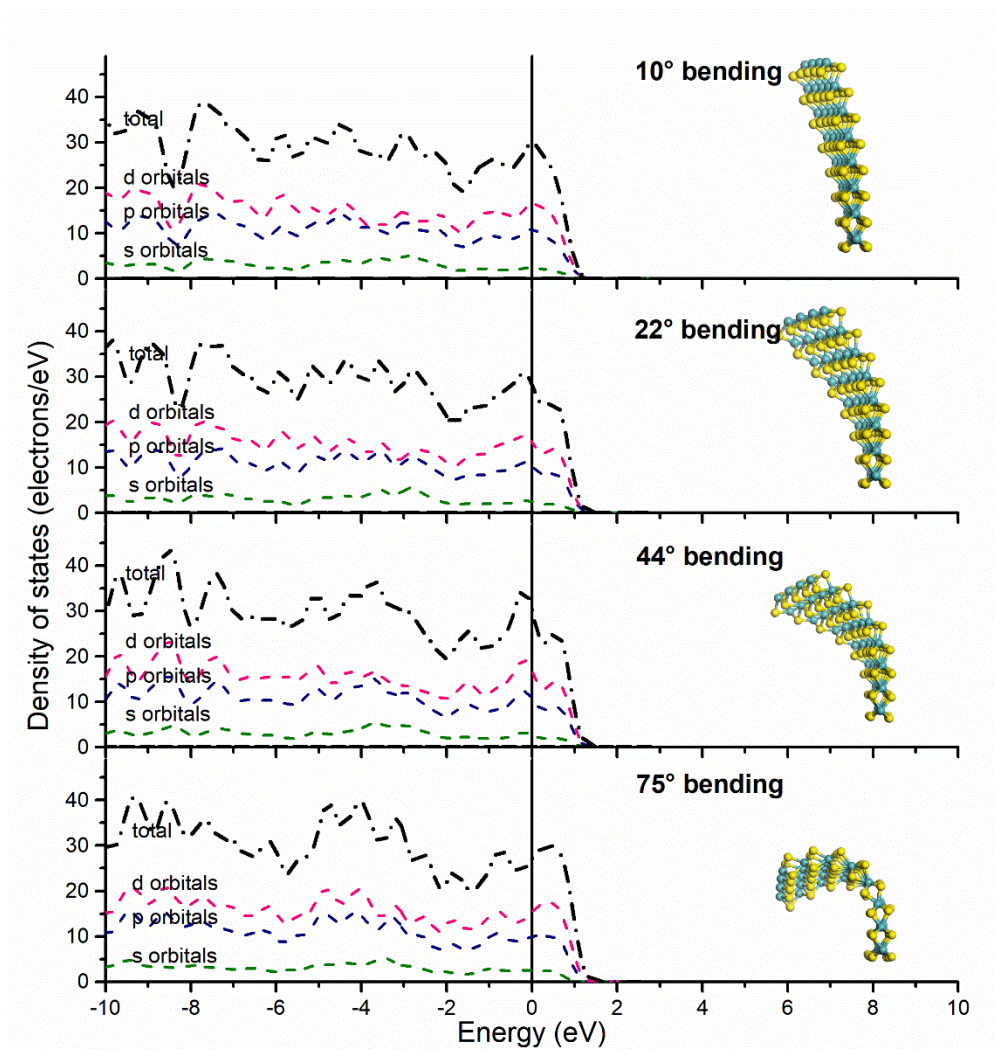 Density of states (electrons/eV)
10° bending
40
30
20
10
0
total
d orbitals
p orbitals
s orbitals
22° bending
40
30
20
10
0
total
d orbitals
p orbitals
s orbitals
44° bending
40
30
20
10
0
total
d orbitals
p orbitals
s orbitals
75° bending
40
30
20
10
0
total
d orbitals
p orbitals
s orbitals
-10 -8 -6 -4 -2 0 2 4 6 8 10
Energy (eV)